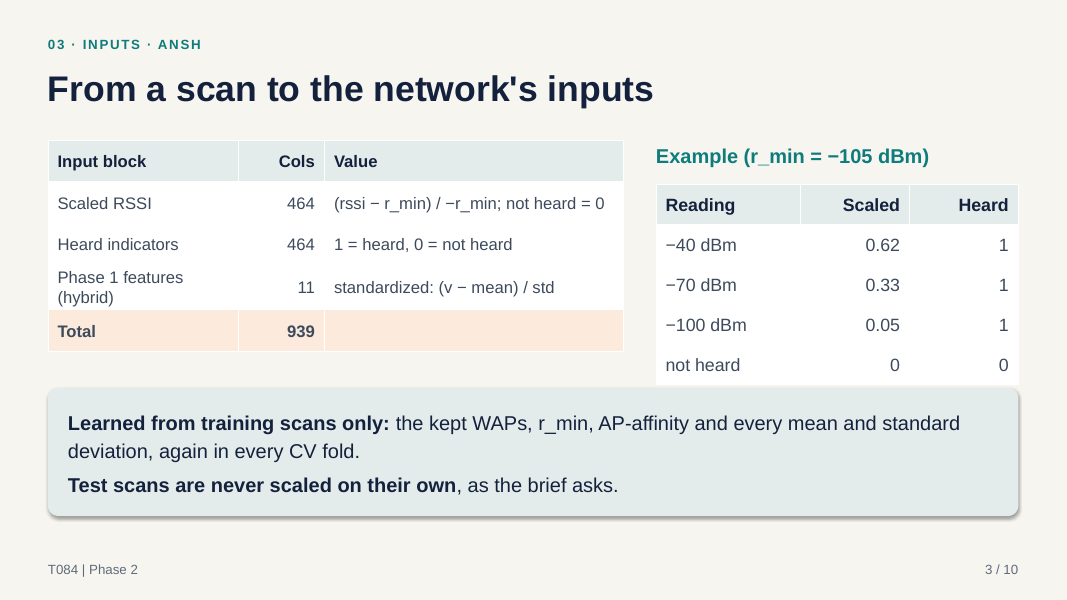 03 · INPUTS · ANSH
From a scan to the network's inputs
Input block Cols Value
Scaled RSSI 464 (rssi − r_min) / −r_min; not heard = 0
Heard indicators 464 1 = heard, 0 = not heard
Phase 1 features
(hybrid) 11 standardized: (v − mean) / std
Total 939
Example (r_min = −105 dBm)
Reading Scaled Heard
−40 dBm 0.62 1
−70 dBm 0.33 1
−100 dBm 0.05 1
not heard 0 0
Learned from training scans only: the kept WAPs, r_min, AP-affinity and every mean and standard
deviation, again in every CV fold.
Test scans are never scaled on their own, as the brief asks.
T084 | Phase 2
3 / 10